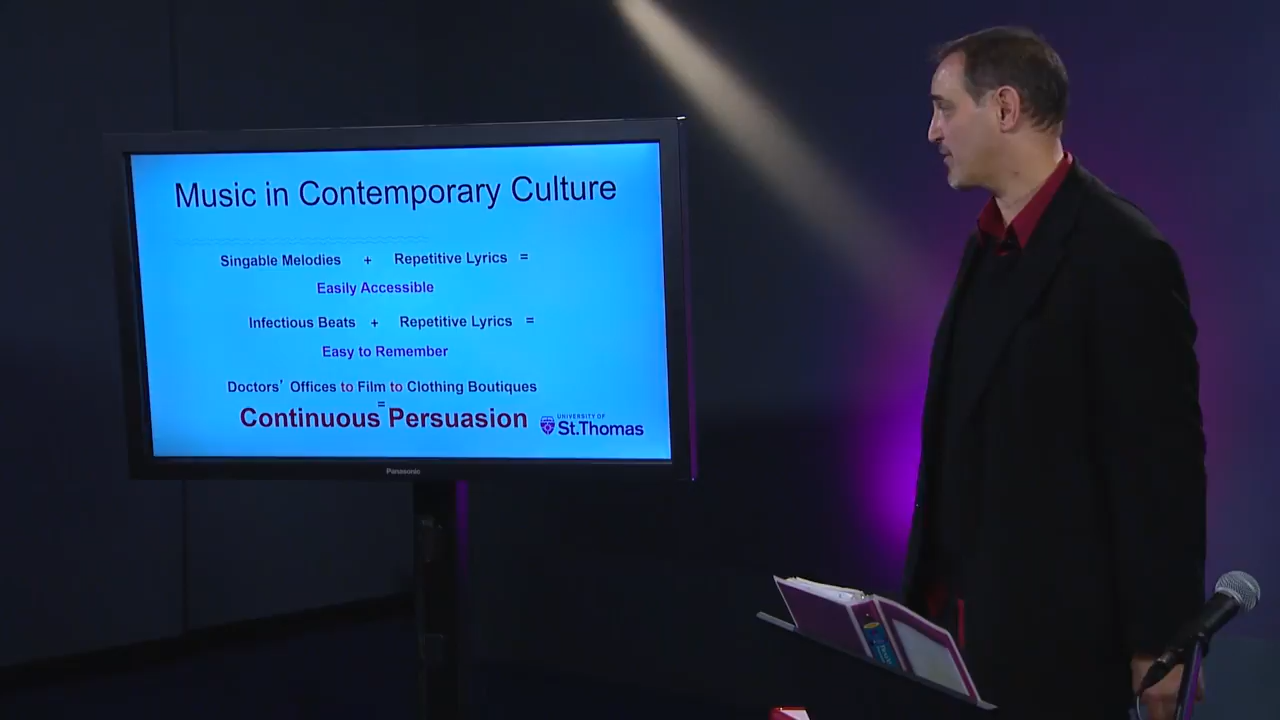 Music in Contemporary Culture
Singable Melodies + Repetitive Lyrics =
Easily Accessible
Infectious Beats + Repetitive Lyrics =
Easy to Remember
Doctors' Offices to Film to Clothing Boutiques
=
Continuous Persuasion
UNIVERSITY OF
St.Thomas
Panasonic